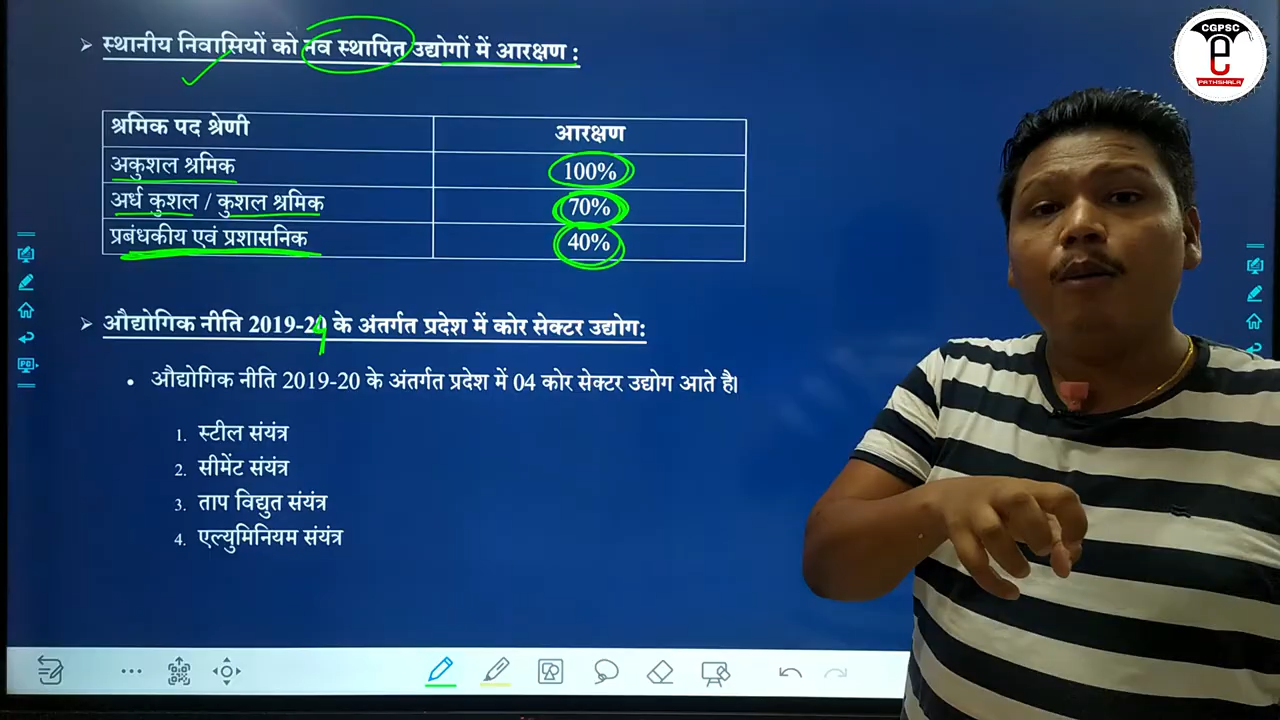 CGPSC
e
PATHSHALA
➢ स्थानीय निवासियों को नव स्थापित उद्योगों में आरक्षण :
श्रमिक पद श्रेणी आरक्षण
अकुशल श्रमिक 100%
अर्ध कुशल / कुशल श्रमिक 70%
प्रबंधकीय एवं प्रशासनिक 40%
➢ औद्योगिक नीति 2019-24 के अंतर्गत प्रदेश में कोर सेक्टर उद्योग:
• औद्योगिक नीति 2019-20 के अंतर्गत प्रदेश में 04 कोर सेक्टर उद्योग आते है।
1. स्टील संयंत्र
2. सीमेंट संयंत्र
3. ताप विद्युत संयंत्र
4. एल्युमिनियम संयंत्र
PC